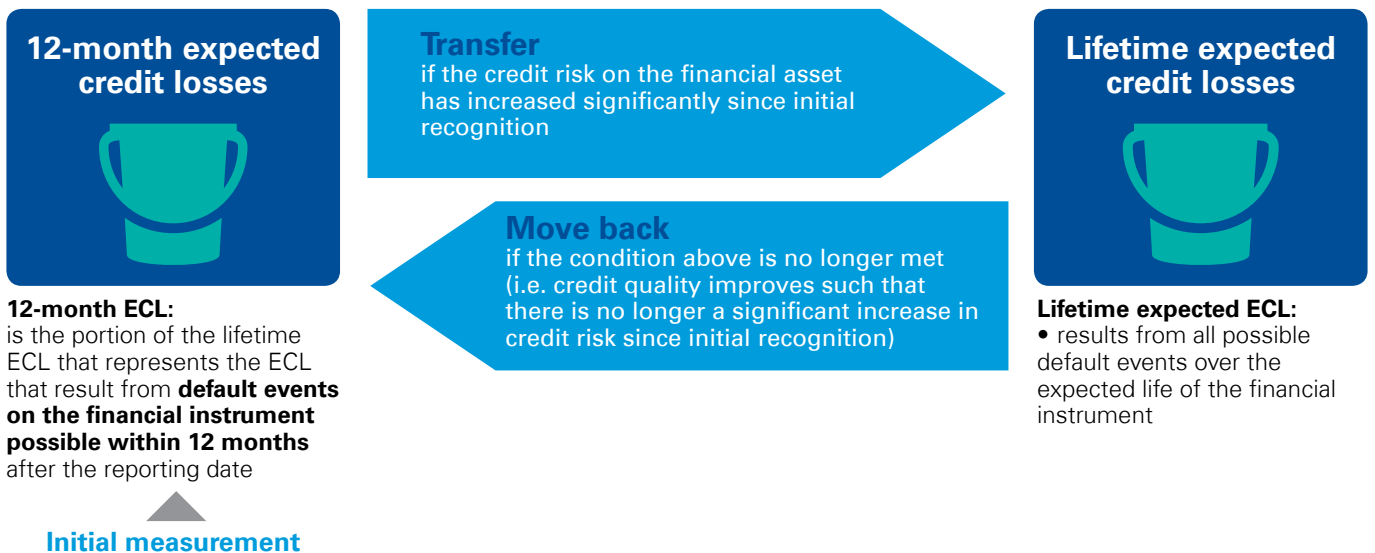 12-month expected
credit losses
Transfer
if the credit risk on the financial asset
has increased significantly since initial
recognition
Lifetime expected
credit losses
Move back
if the condition above is no longer met
(i.e. credit quality improves such that
there is no longer a significant increase in
credit risk since initial recognition)
12-month ECL:
is the portion of the lifetime
ECL that represents the ECL
that result from default events
on the financial instrument
possible within 12 months
after the reporting date
Initial measurement
Lifetime expected ECL:
• results from all possible
default events over the
expected life of the financial
instrument